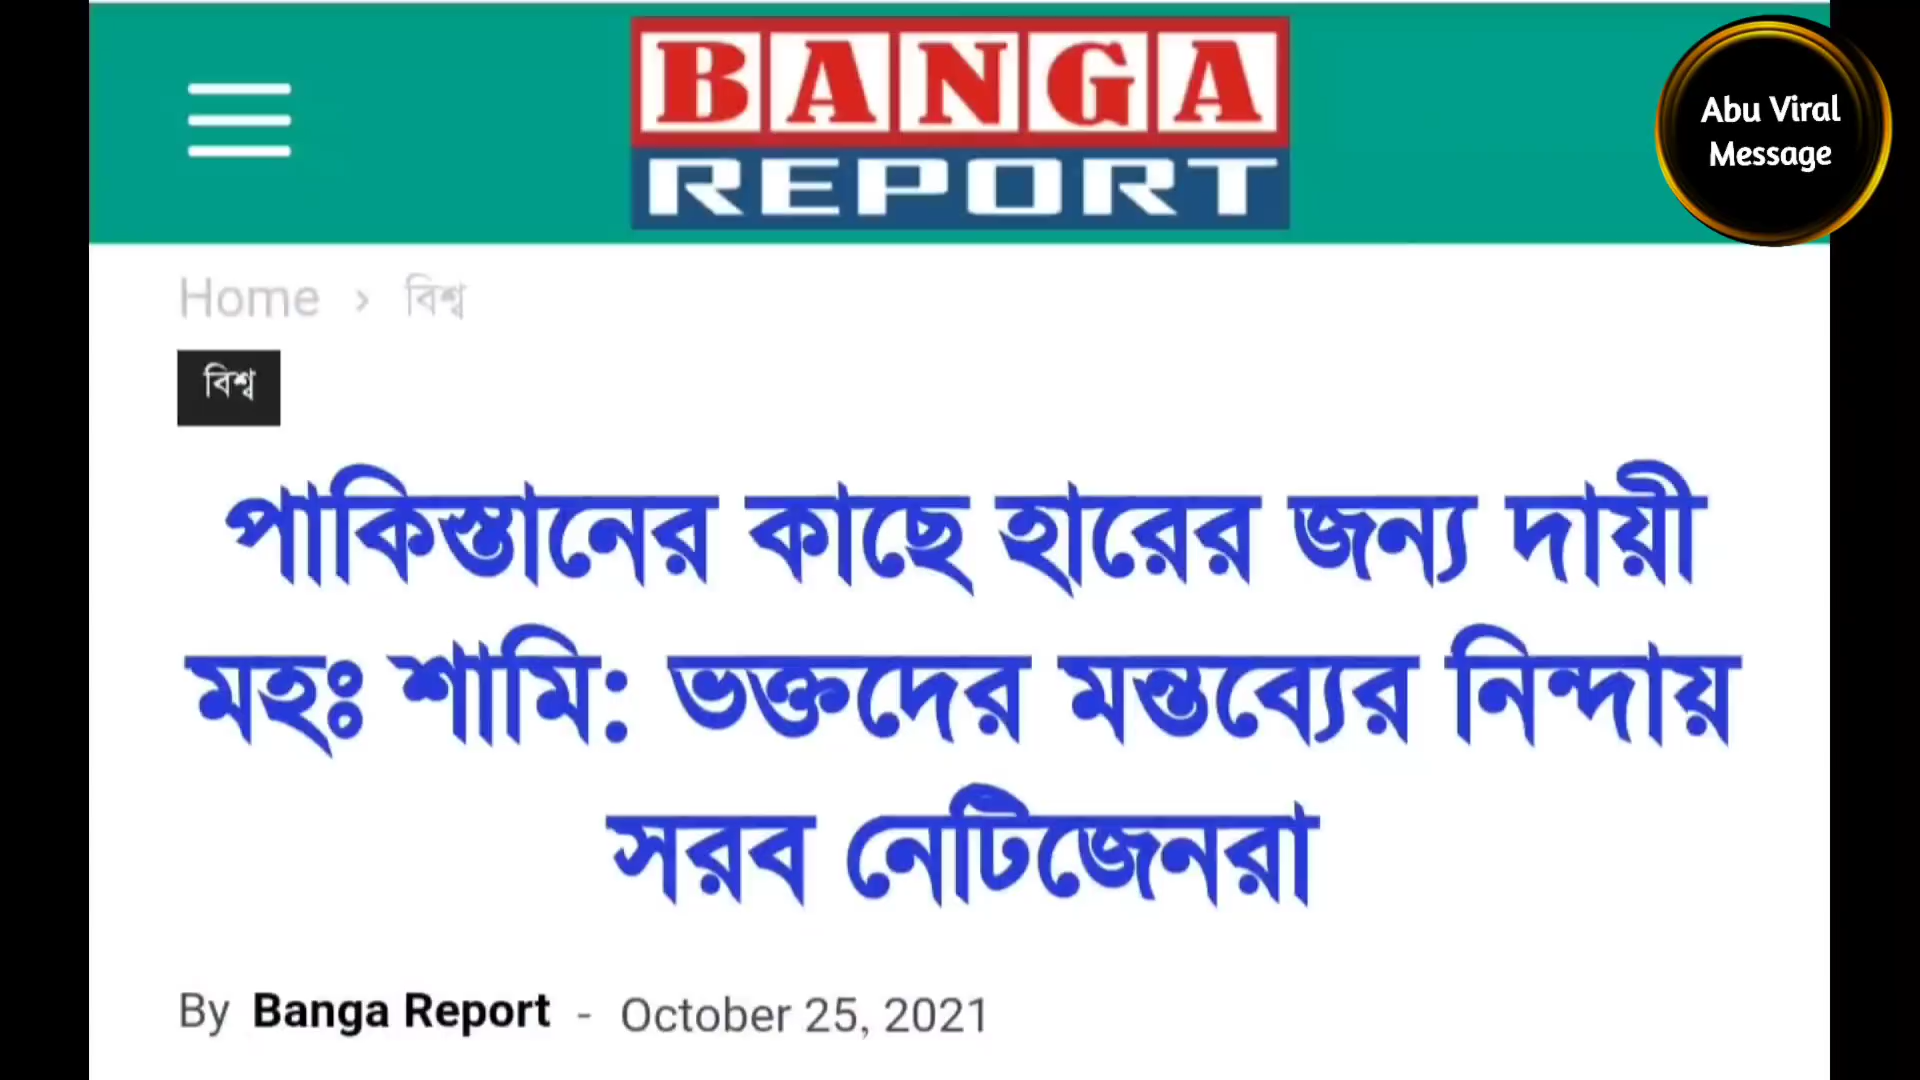 BANGA
REPORT
Abu Viral
Message
Home › বিশ্ব
বিশ্ব
পাকিস্তানের কাছে হারের জন্য দায়ী
মহঃ শামি: ভক্তদের মন্তব্যের নিন্দায়
সরব নেটিজেনরা
By Banga Report - October 25, 2021